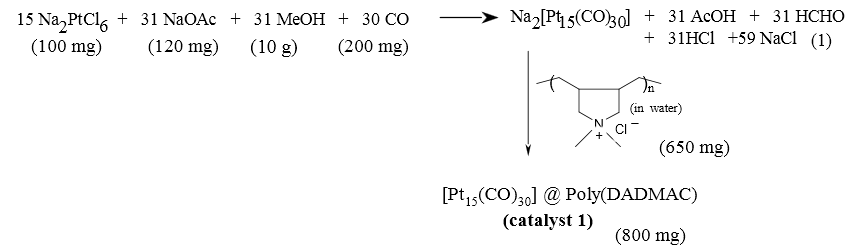 15 Na2PtCl6 + 31 NaOAc + 31 MeOH + 30 CO Na2[Pt15(CO)30] + 31 AcOH + 31 HCHO
(100 mg) (120 mg) (10 g) (200 mg) + 31HCl +59 NaCl (1)
n
(in water)
N
+
Cl −
(650 mg)
[Pt15(CO)30] @ Poly(DADMAC)
(catalyst 1)
(800 mg)